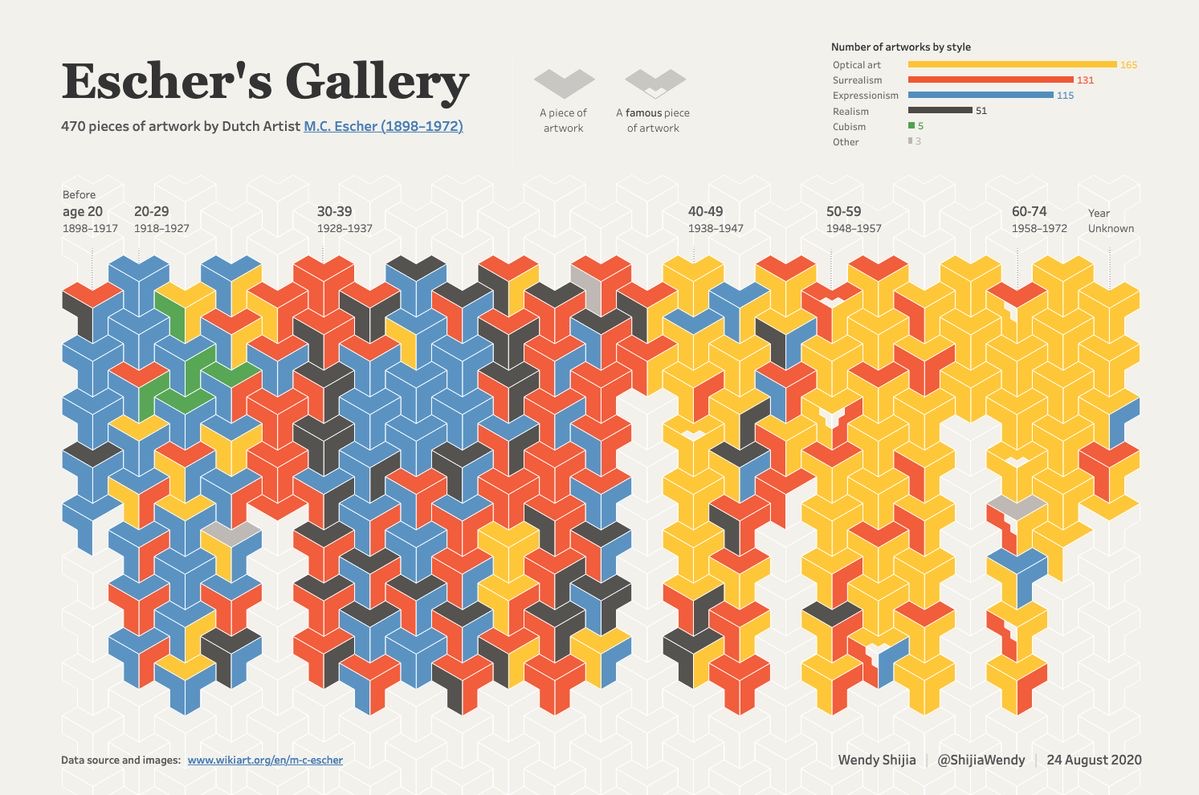 Escher's Gallery
470 pieces of artwork by Dutch Artist M.C. Escher (1898–1972)
A piece of
artwork
A famous piece
of artwork
Number of artworks by style
Optical art 165
Surrealism 131
Expressionism 115
Realism 51
Cubism 5
Other 3
Before
age 20
1898–1917
20-29
1918–1927
30-39
1928–1937
40-49
1938–1947
50-59
1948–1957
60-74
1958–1972
Year
Unknown
Data source and images: www.wikiart.org/en/m-c-escher
Wendy Shijia | @ShijiaWendy | 24 August 2020